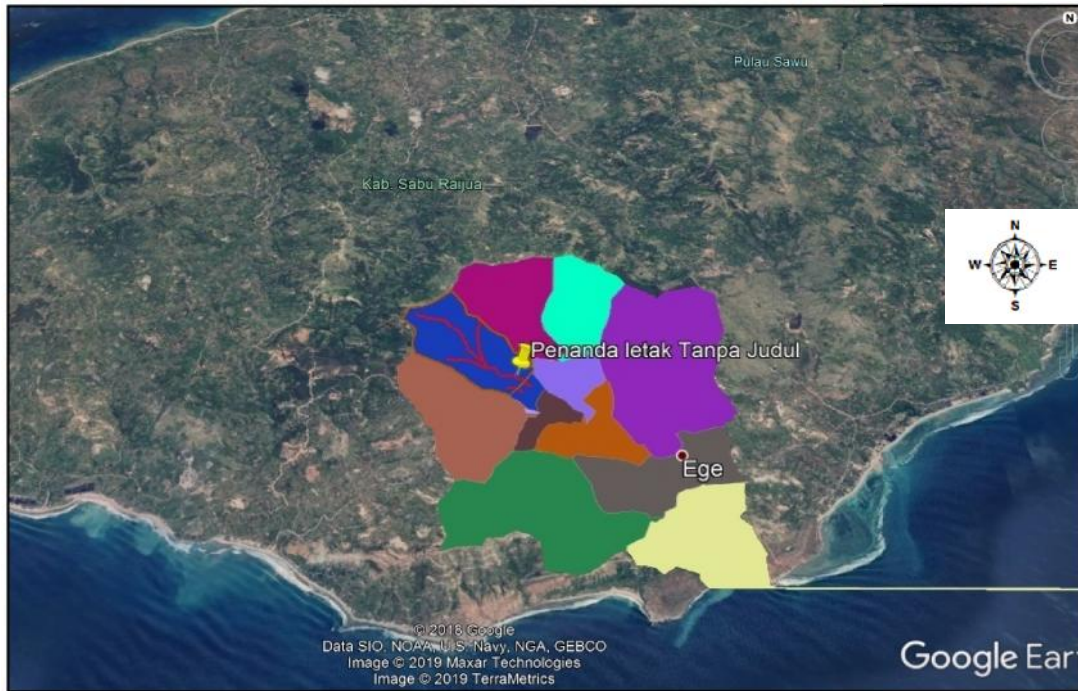 N
Pulau Sawu
Kab. Sabu Raijua
N
W E
S
Penanda letak Tanpa Judul
Ege
© 2018 Google
Data SIO, NOAA, U.S. Navy, NGA, GEBCO
Image © 2019 Maxar Technologies
Image © 2019 TerraMetrics
Google Ear